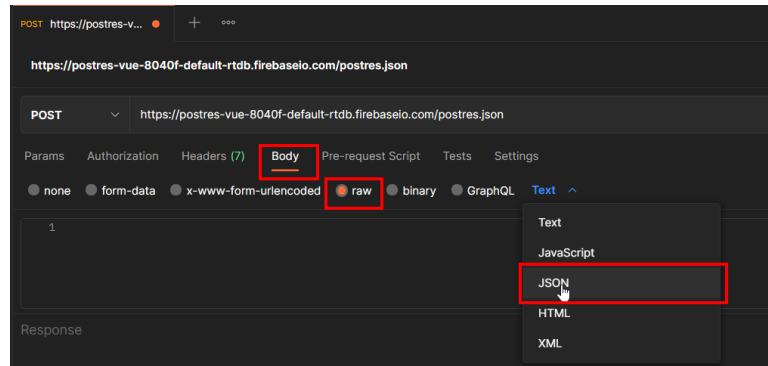 POST https://postres-v... + ooo
https://postres-vue-8040f-default-rtdb.firebaseio.com/postres.json
POST https://postres-vue-8040f-default-rtdb.firebaseio.com/postres.json
Params Authorization Headers (7) Body Pre-request Script Tests Settings
none form-data x-www-form-urlencoded raw binary GraphQL Text
1
Text
JavaScript
JSON
HTML
Response
XML